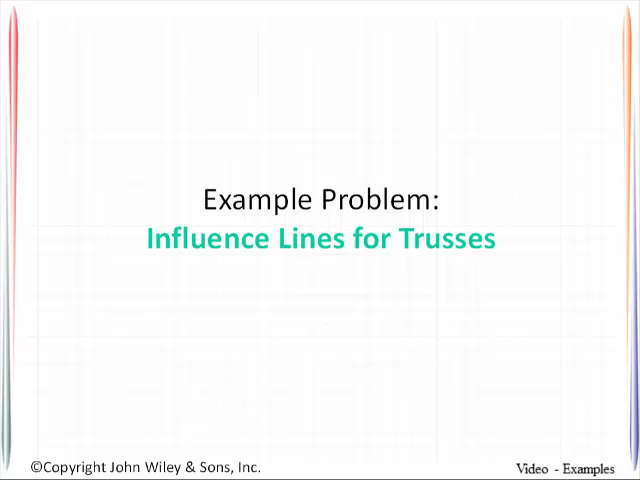 Example Problem:
Influence Lines for Trusses
©Copyright John Wiley & Sons, Inc.
Video - Examples